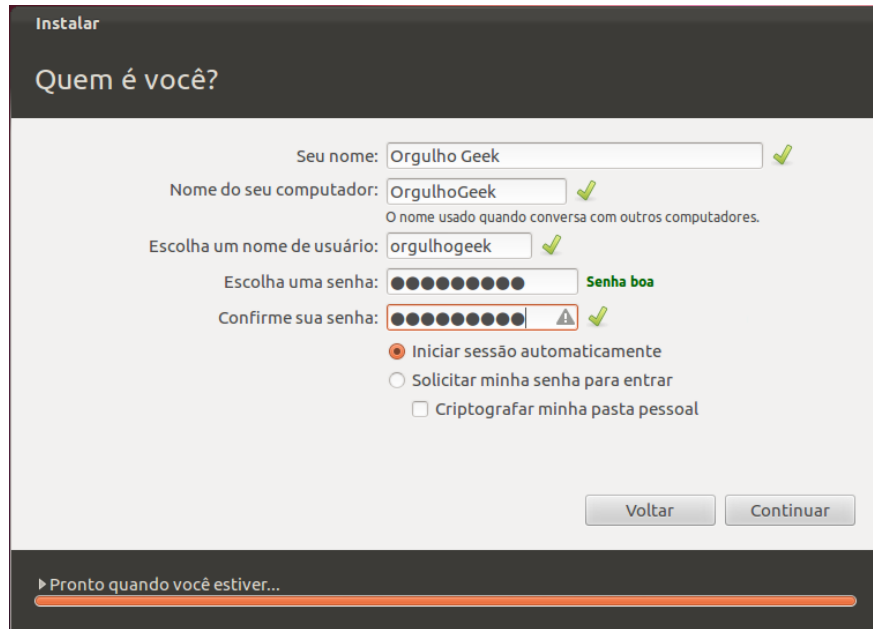 Instalar
Quem é você?
Seu nome: Orgulho Geek
Nome do seu computador: OrgulhoGeek
O nome usado quando conversa com outros computadores.
Escolha um nome de usuário: orgulhogeek
Escolha uma senha: ●●●●●●●●● Senha boa
Confirme sua senha: ●●●●●●●●●
Iniciar sessão automaticamente
Solicitar minha senha para entrar
Criptografar minha pasta pessoal
Voltar Continuar
Pronto quando você estiver...